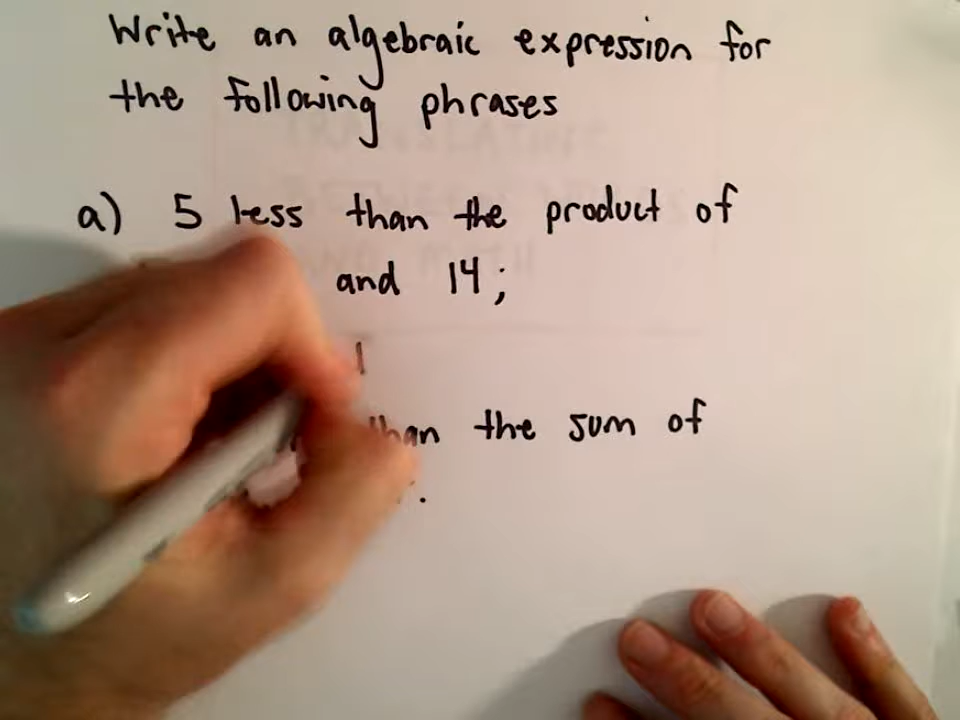 Write an algebraic expression for
the following phrases
a) 5 less than the product of
and 14;
than the sum of